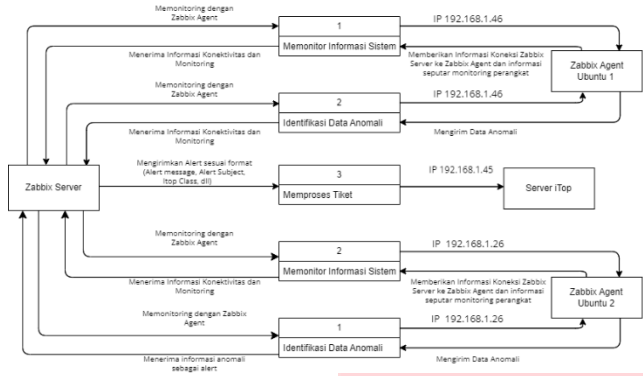 Memonitoring dengan
Zabbix Agent
1
Memonitor Informasi Sistem
IP 192.168.1.46
Menerima Informasi Konektivitas dan
Monitoring
Memberikan Informasi Koneksi Zabbix
Server ke Zabbix Agent dan informasi
seputar monitoring perangkat
Zabbix Agent
Ubuntu 1
Memonitoring dengan
Zabbix Agent
2
Identifikasi Data Anomali
IP 192.168.1.46
Menerima Informasi Konektivitas dan
Monitoring
Mengirim Data Anomali
Zabbix Server
Mengirimkan Alert sesuai format
(Alert message, Alert Subject,
Itop Class, dll)
3
Memproses Tiket
IP 192.168.1.45
Server iTop
Memonitoring dengan
Zabbix Agent
2
Memonitor Informasi Sistem
IP 192.168.1.26
Menerima Informasi Konektivitas dan
Monitoring
Memberikan Informasi Koneksi Zabbix
Server ke Zabbix Agent dan informasi
seputar monitoring perangkat
Zabbix Agent
Ubuntu 2
Memonitoring dengan Zabbix
Agent
1
Identifikasi Data Anomali
IP 192.168.1.26
Menerima informasi anomali
sebagai alert
Mengirim Data Anomali